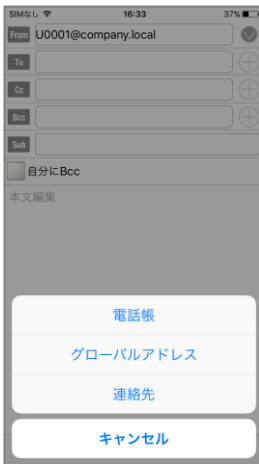 SIMなし 16:33 37%
From U0001@company.local
To
Cc
Bcc
Sub
自分にBcc
本文編集
電話帳
グローバルアドレス
連絡先
キャンセル